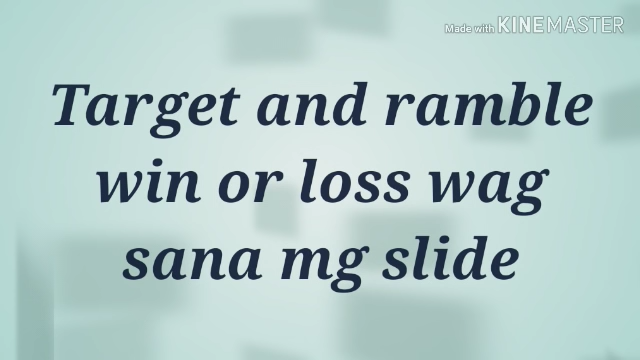 Made with KINEMASTER
Target and ramble
win or loss wag
sana mg slide